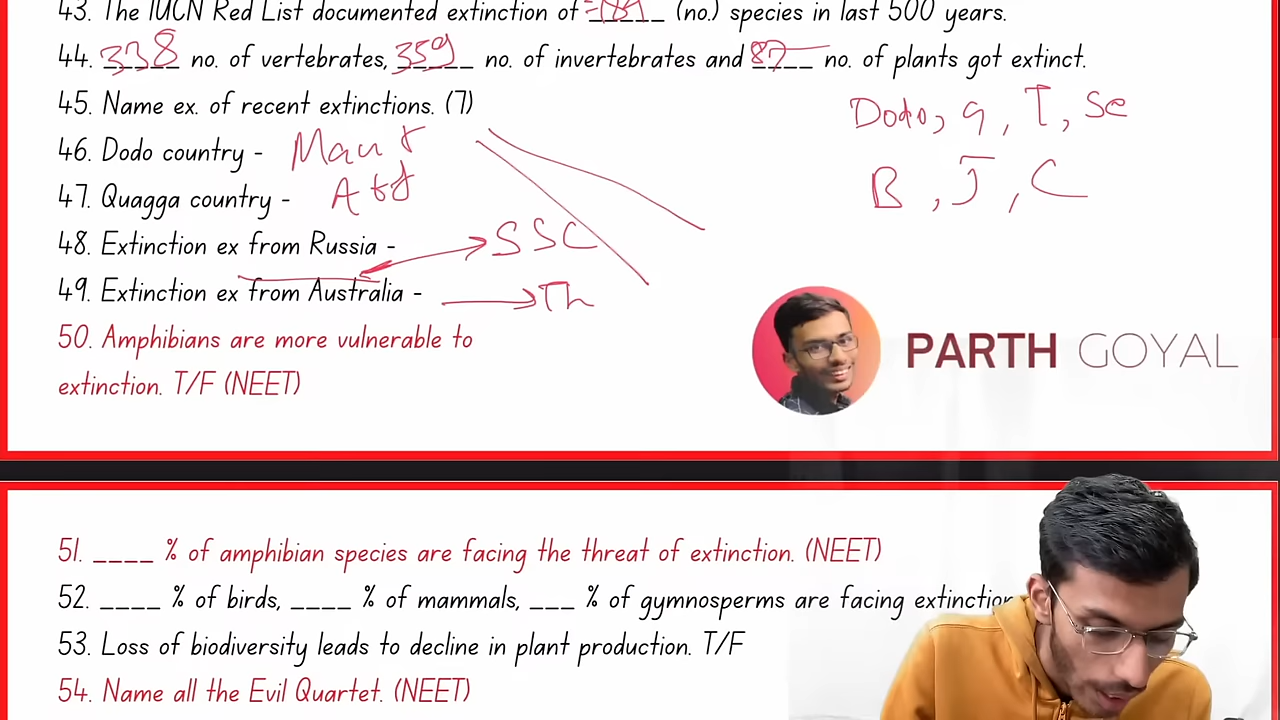 43. The IUCN Red List documented extinction of 784 (no.) species in last 500 years.
44. 338 no. of vertebrates, 359 no. of invertebrates and 87 no. of plants got extinct.
45. Name ex. of recent extinctions. (7)
Dodo, q, T, Se
B, J, C
46. Dodo country - Maut
47. Quagga country - Aff
48. Extinction ex from Russia - SSC
49. Extinction ex from Australia - Th
50. Amphibians are more vulnerable to
extinction. T/F (NEET)
PARTH GOYAL
51. ____ % of amphibian species are facing the threat of extinction. (NEET)
52. ____ % of birds, ____ % of mammals, ___ % of gymnosperms are facing extinction
53. Loss of biodiversity leads to decline in plant production. T/F
54. Name all the Evil Quartet. (NEET)